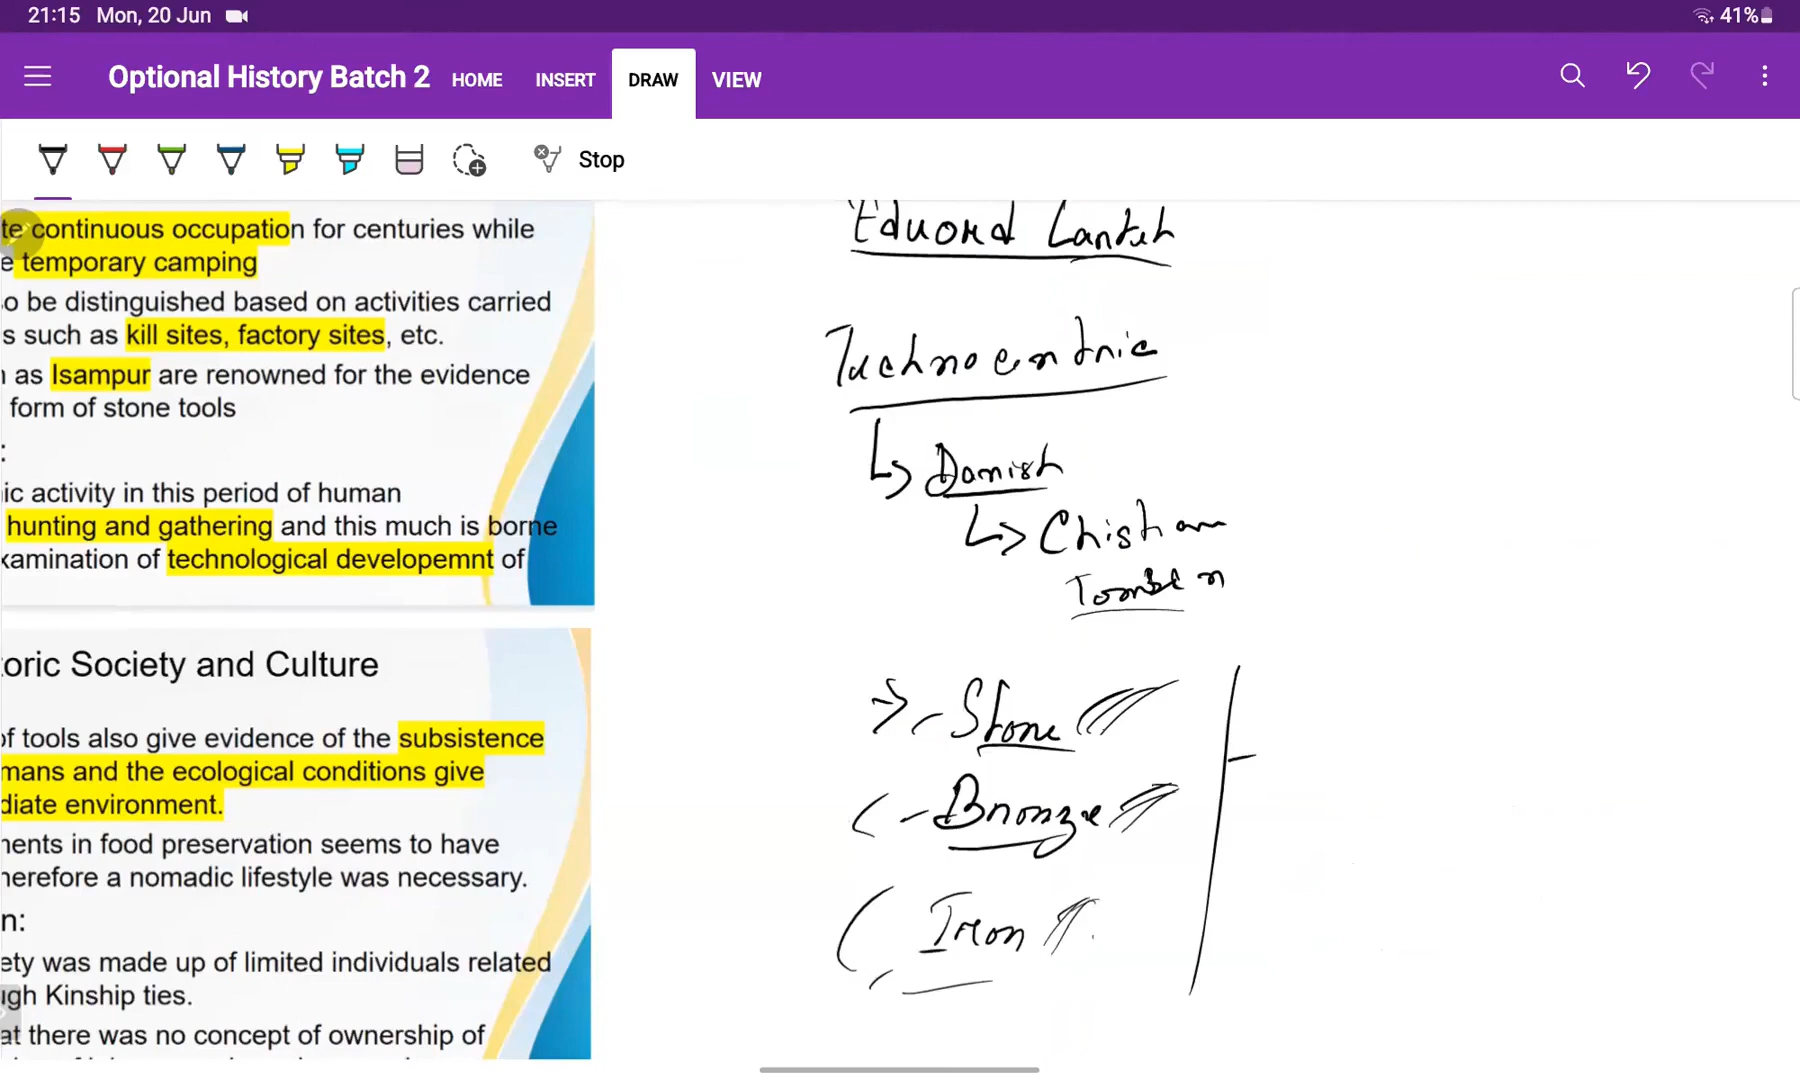 21:15 Mon, 20 Jun
41%
Optional History Batch 2 HOME INSERT DRAW VIEW
Stop
te continuous occupation for centuries while
e temporary camping
o be distinguished based on activities carried
s such as kill sites, factory sites, etc.
as Isampur are renowned for the evidence
form of stone tools
:
ic activity in this period of human
hunting and gathering and this much is borne
xamination of technological developemnt of
oric Society and Culture
of tools also give evidence of the subsistence
mans and the ecological conditions give
diate environment.
ents in food preservation seems to have
herefore a nomadic lifestyle was necessary.
n:
ety was made up of limited individuals related
ugh Kinship ties.
at there was no concept of ownership of
Eduord
Technocentric
Danish
Chistian
Stone
Bronze
Iron